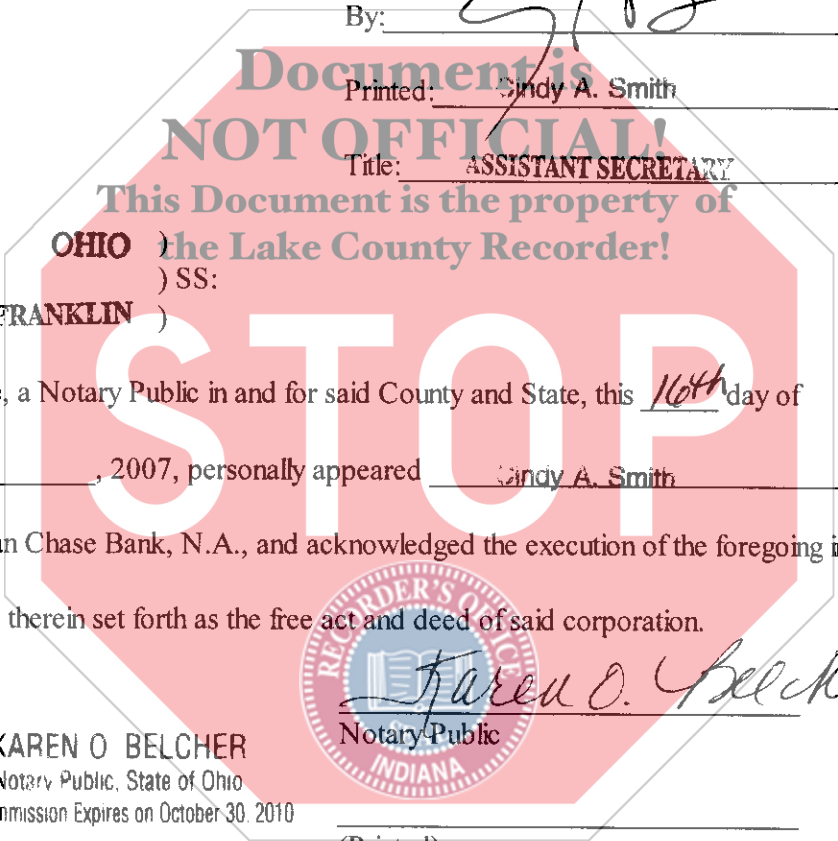 By:
Document is
Printed: Cindy A. Smith
NOT OFFICIAL!
Title: ASSISTANT SECRETARY
This Document is the property of
OHIO )
the Lake County Recorder!
) SS:
FRANKLIN )
STOP
, a Notary Public in and for said County and State, this 16th day of
, 2007, personally appeared Cindy A. Smith
an Chase Bank, N.A., and acknowledged the execution of the foregoing
therein set forth as the free act and deed of said corporation.
RECORDER'S OFFICE
Karen O. Belch
Notary Public
SEAL
INDIANA
KAREN O BELCHER
Notary Public, State of Ohio
mmission Expires on October 30. 2010
(Printed)